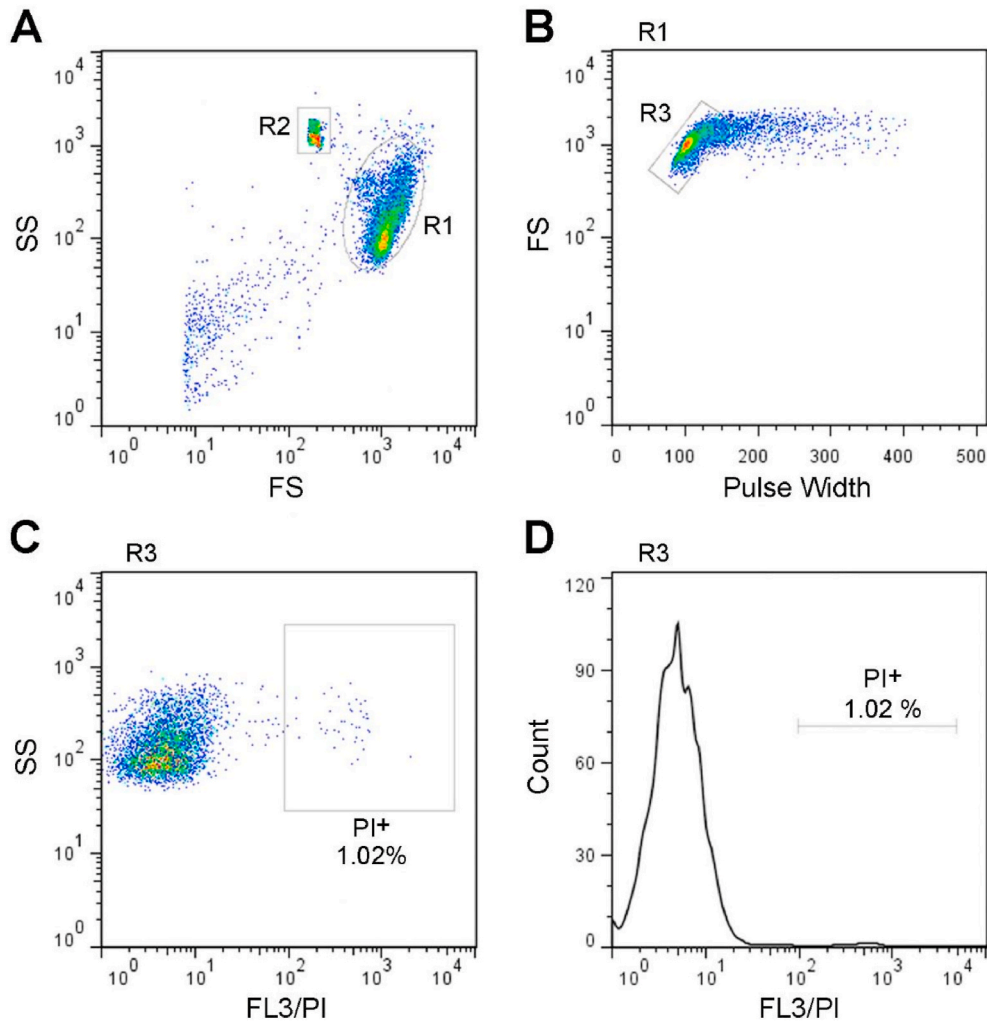 A
10⁴
10³
10²
10¹
10⁰
SS
R2
R1
10⁰ 10¹ 10² 10³ 10⁴
FS
B
R1
10⁴
10³
10²
10¹
10⁰
FS
R3
0 100 200 300 400 500
Pulse Width
C
R3
10⁴
10³
10²
10¹
10⁰
SS
PI+
1.02%
10⁰ 10¹ 10² 10³ 10⁴
FL3/PI
D
R3
120
90
60
30
0
Count
PI+
1.02 %
10⁰ 10¹ 10² 10³ 10⁴
FL3/PI